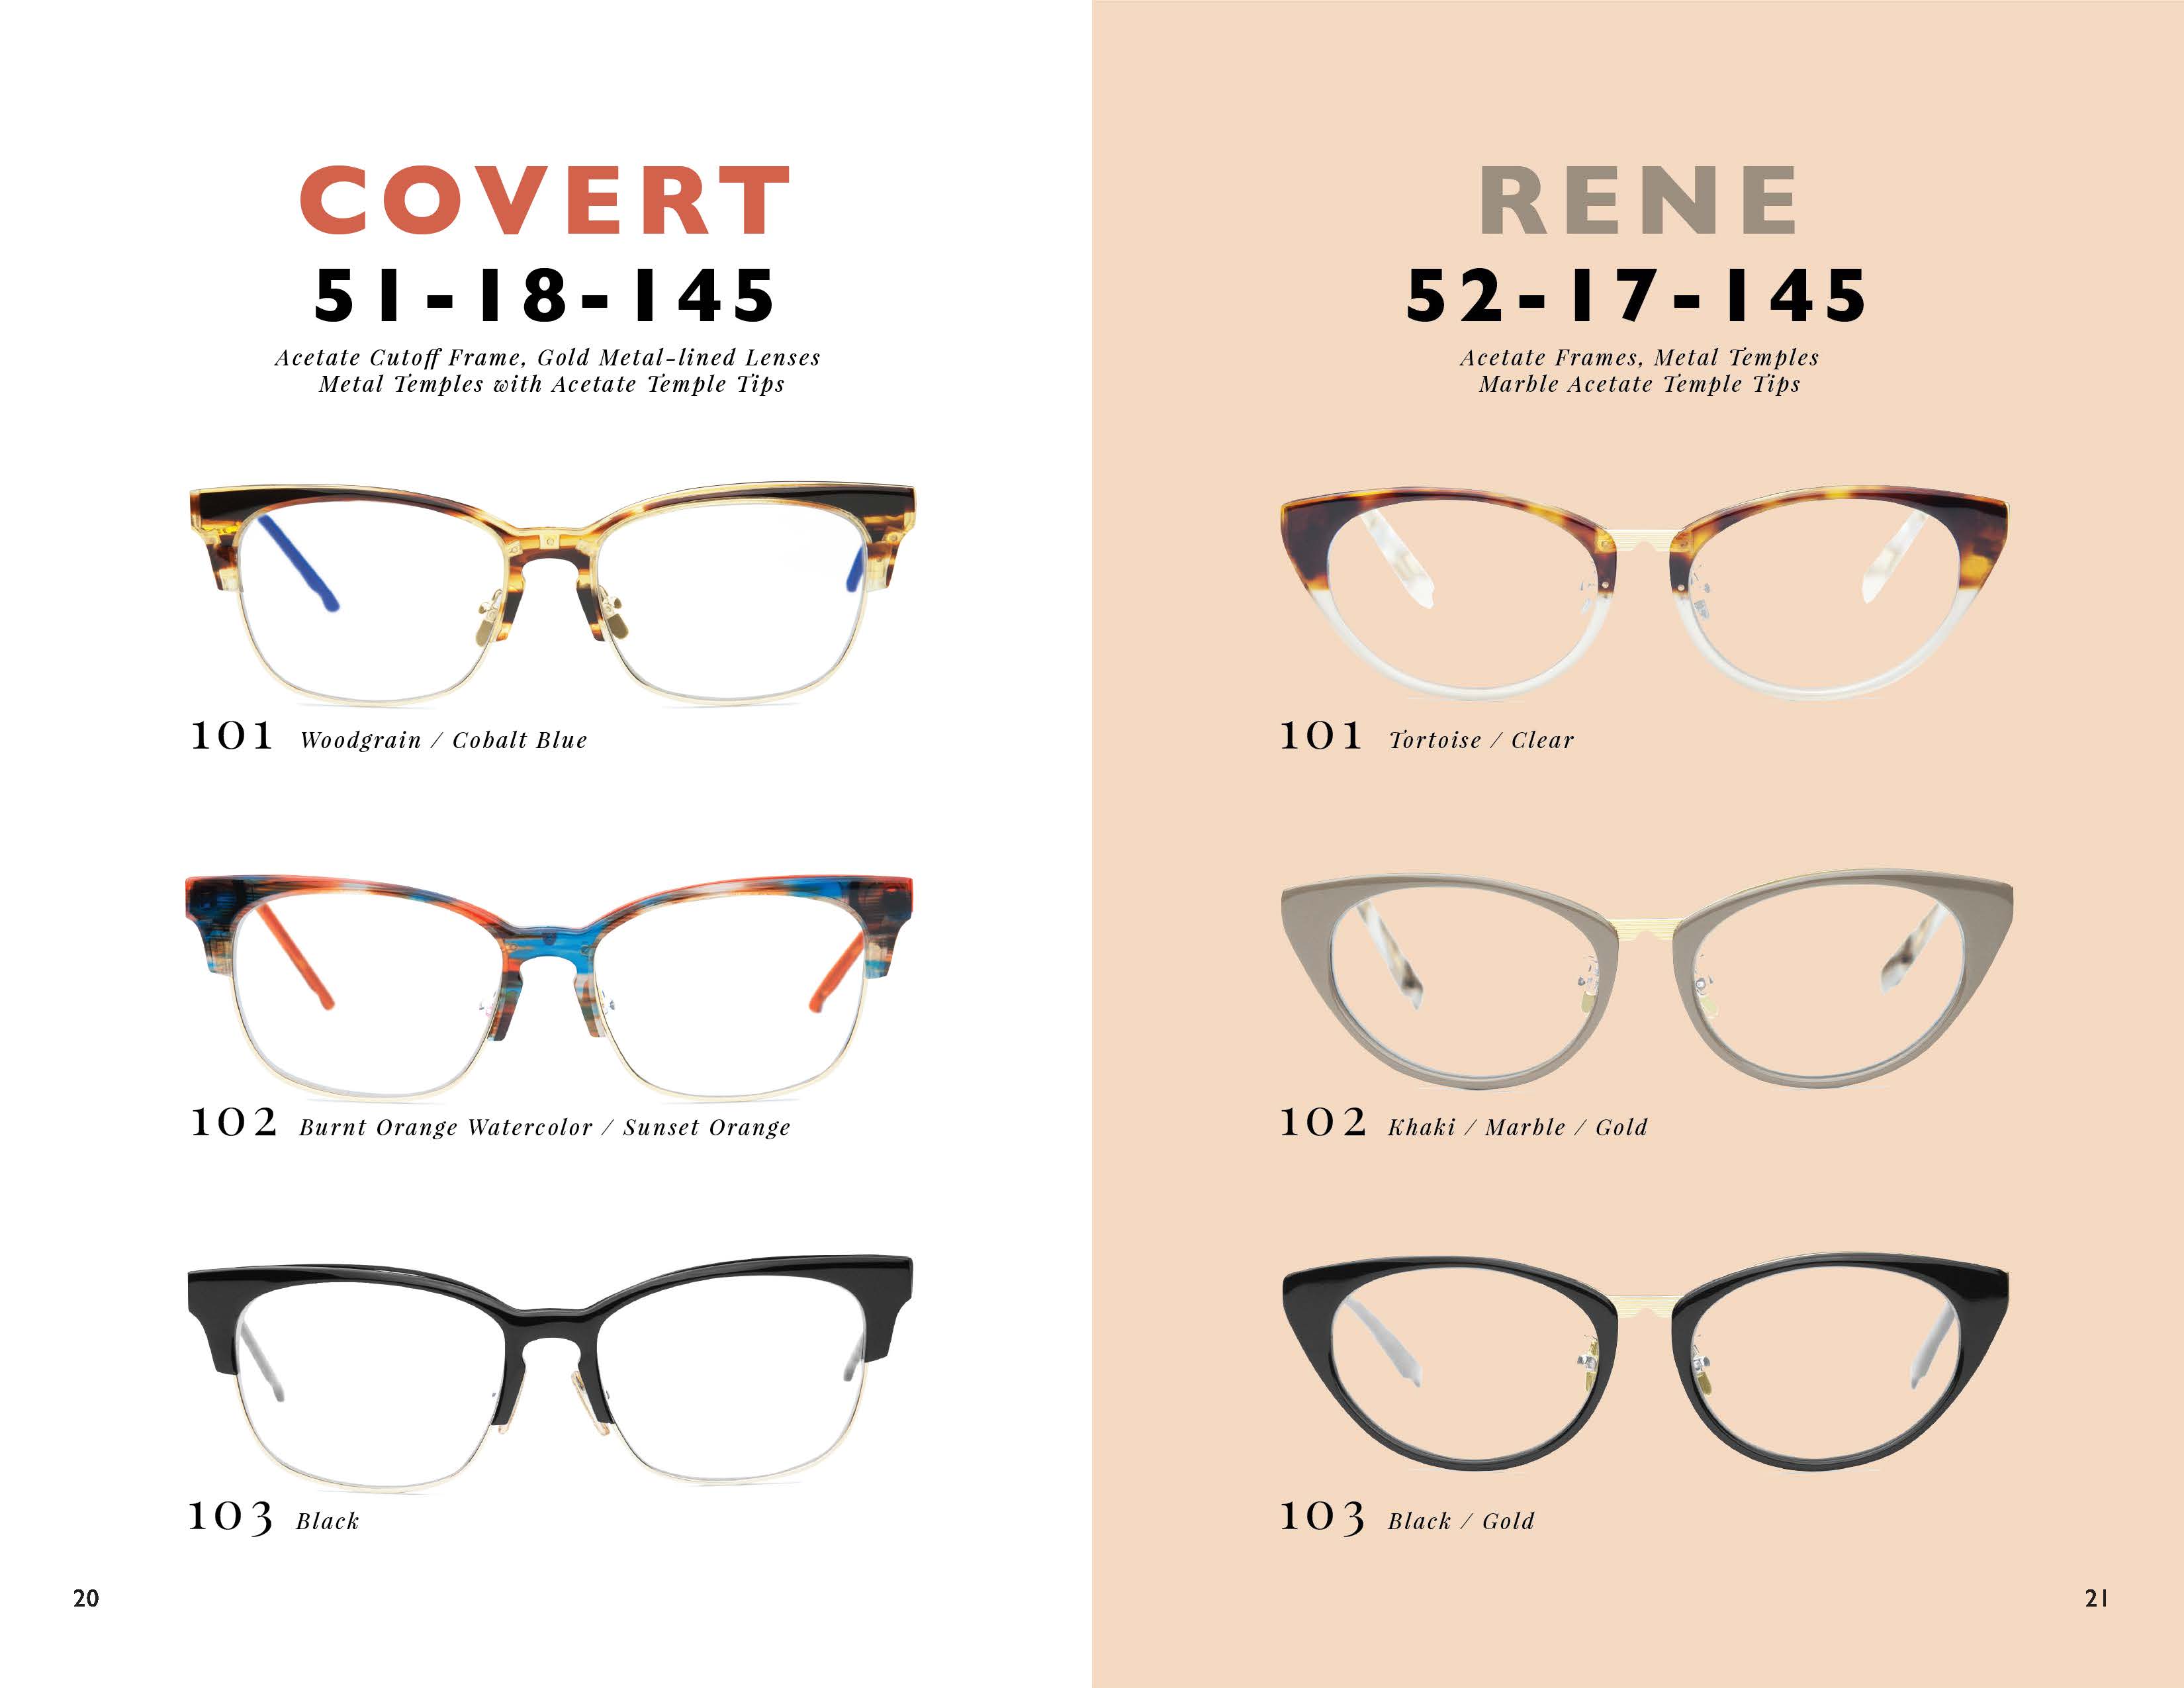 COVERT
51-18-145
Acetate Cutoff Frame, Gold Metal-lined Lenses
Metal Temples with Acetate Temple Tips
101 Woodgrain / Cobalt Blue
102 Burnt Orange Watercolor / Sunset Orange
103 Black
20
RENE
52-17-145
Acetate Frames, Metal Temples
Marble Acetate Temple Tips
101 Tortoise / Clear
102 Khaki / Marble / Gold
103 Black / Gold
21